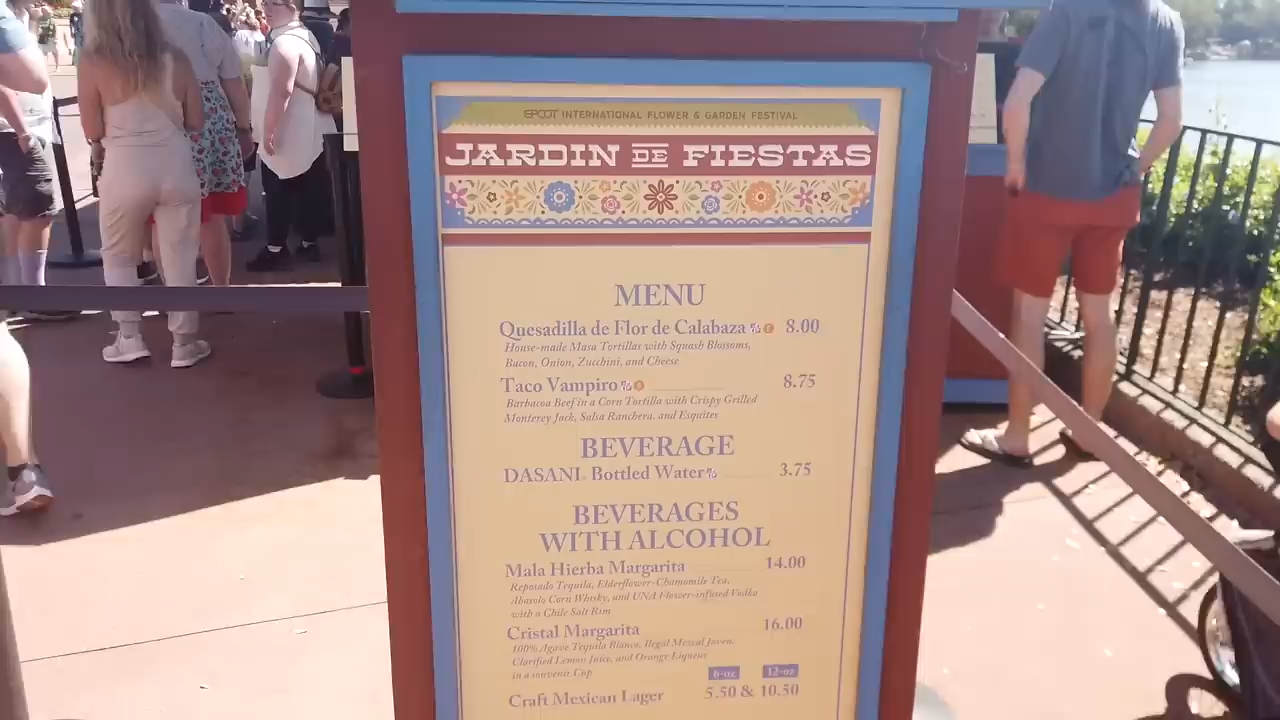 EPCOT INTERNATIONAL FLOWER & GARDEN FESTIVAL
JARDIN DE FIESTAS
MENU
Quesadilla de Flor de Calabaza 8.00
House-made Masa Tortillas with Squash Blossoms,
Bacon, Onion, Zucchini, and Cheese
Taco Vampiro 8.75
Barbacoa Beef in a Corn Tortilla with Crispy Grilled
Monterey Jack, Salsa Ranchera, and Esquites
BEVERAGE
DASANI® Bottled Water 3.75
BEVERAGES
WITH ALCOHOL
Mala Hierba Margarita 14.00
Reposado Tequila, Elderflower-Chamomile Tea,
Abasolo Corn Whisky, and UNA Flower-infused Vodka
with a Chile Salt Rim
Cristal Margarita 16.00
100% Agave Tequila Blanco, Ilegal Mezcal Joven,
Clarified Lemon Juice, and Orange Liqueur
in a souvenir Cup
6-oz 12-oz
Craft Mexican Lager 5.50 & 10.50